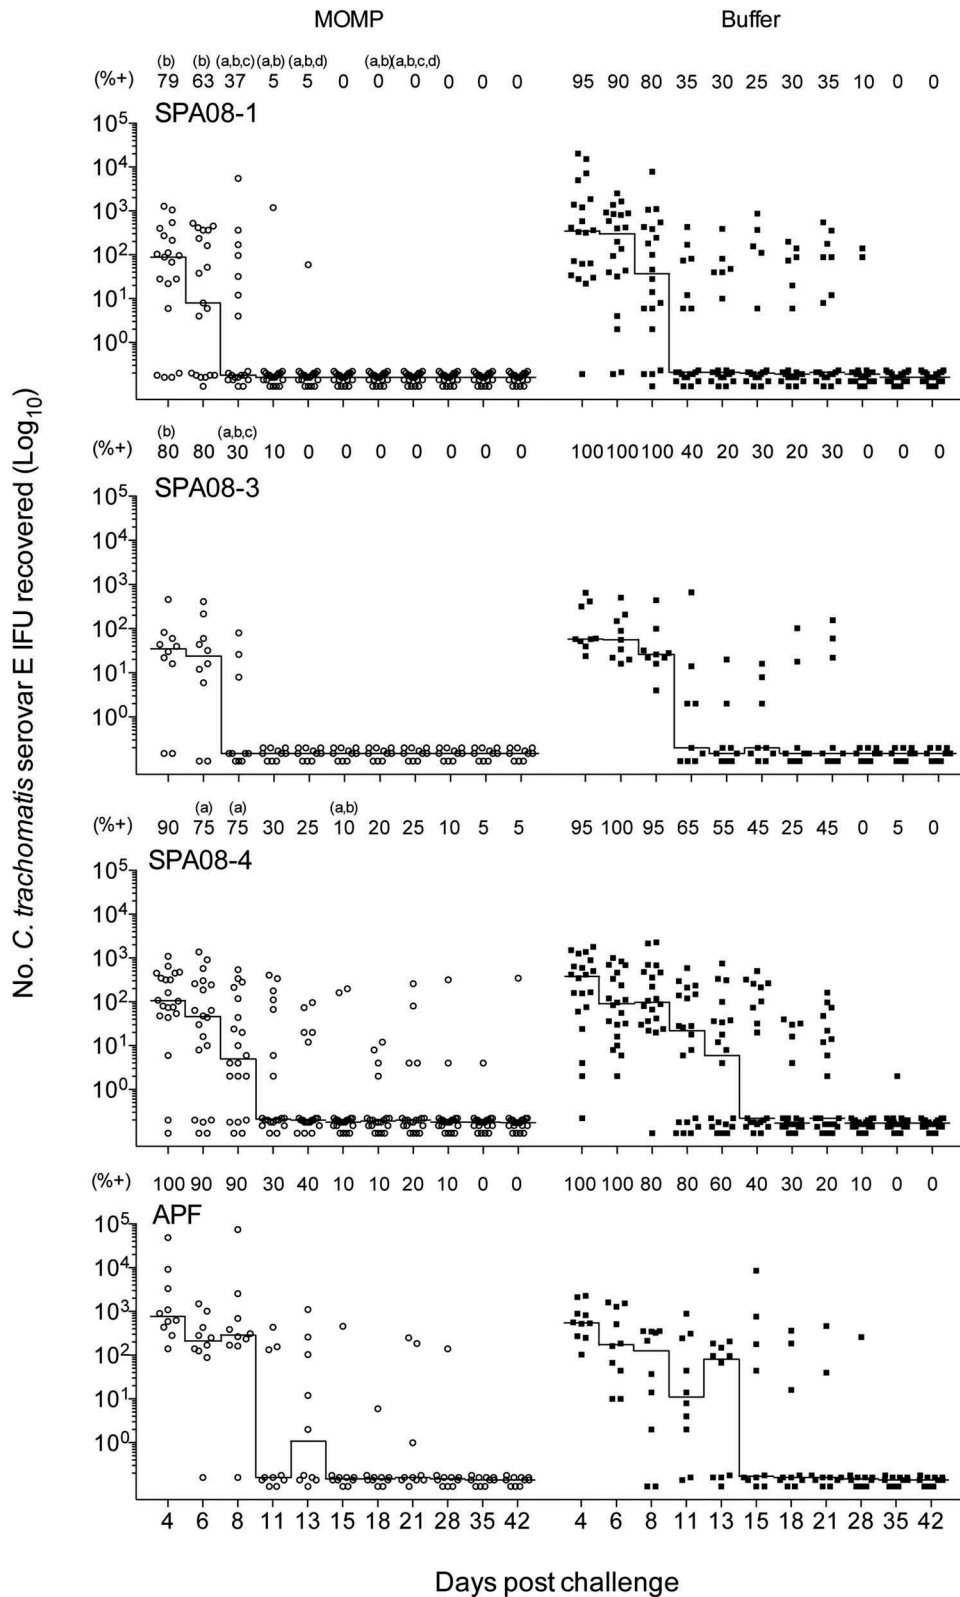 MOMP Buffer
(b) (b) (a,b,c) (a,b) (a,b,d) (a,b) (a,b,c,d)
(%+) 79 63 37 5 5 0 0 0 0 0 0 95 90 80 35 30 25 30 35 10 0 0
SPA08-1
10⁵
10⁴
10³
10²
10¹
10⁰
(b) (a,b,c)
(%+) 80 80 30 10 0 0 0 0 0 0 0 100 100 100 40 20 30 20 30 0 0 0
SPA08-3
10⁵
10⁴
10³
10²
10¹
10⁰
(a) (a) (a,b)
(%+) 90 75 75 30 25 10 20 25 10 5 5 95 100 95 65 55 45 25 45 0 5 0
SPA08-4
10⁵
10⁴
10³
10²
10¹
10⁰
(%+) 100 90 90 30 40 10 10 20 10 0 0 100 100 80 80 60 40 30 20 10 0 0
APF
10⁵
10⁴
10³
10²
10¹
10⁰
4 6 8 11 13 15 18 21 28 35 42 4 6 8 11 13 15 18 21 28 35 42
Days post challenge
No. C. trachomatis serovar E IFU recovered (Log₁₀)